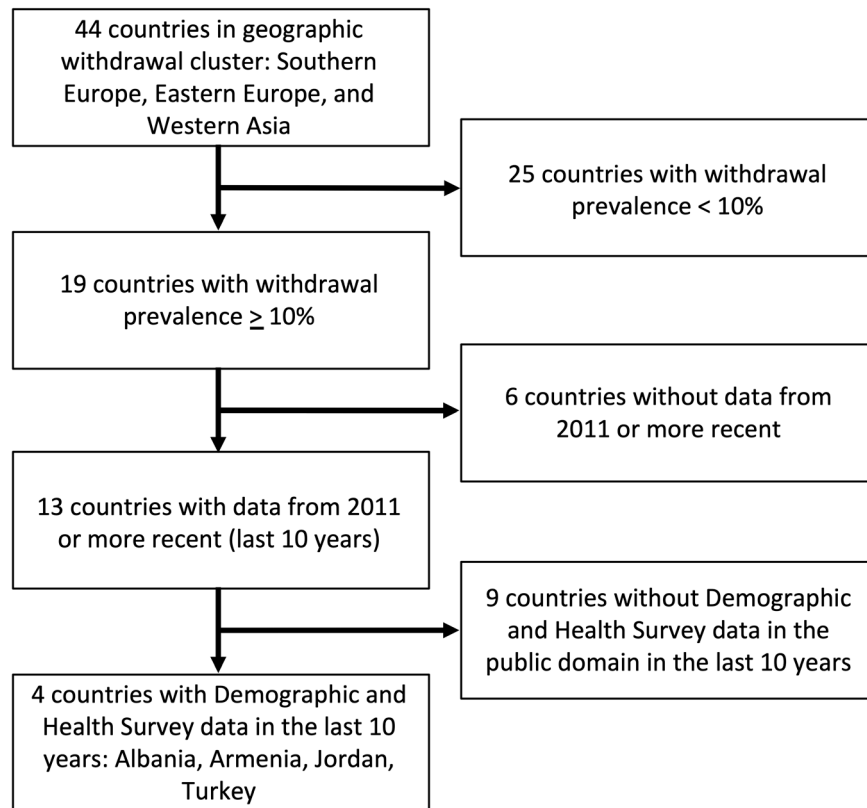 44 countries in geographic
withdrawal cluster: Southern
Europe, Eastern Europe, and
Western Asia
25 countries with withdrawal
prevalence < 10%
19 countries with withdrawal
prevalence ≥ 10%
6 countries without data from
2011 or more recent
13 countries with data from 2011
or more recent (last 10 years)
9 countries without Demographic
and Health Survey data in the
public domain in the last 10 years
4 countries with Demographic and
Health Survey data in the last 10
years: Albania, Armenia, Jordan,
Turkey